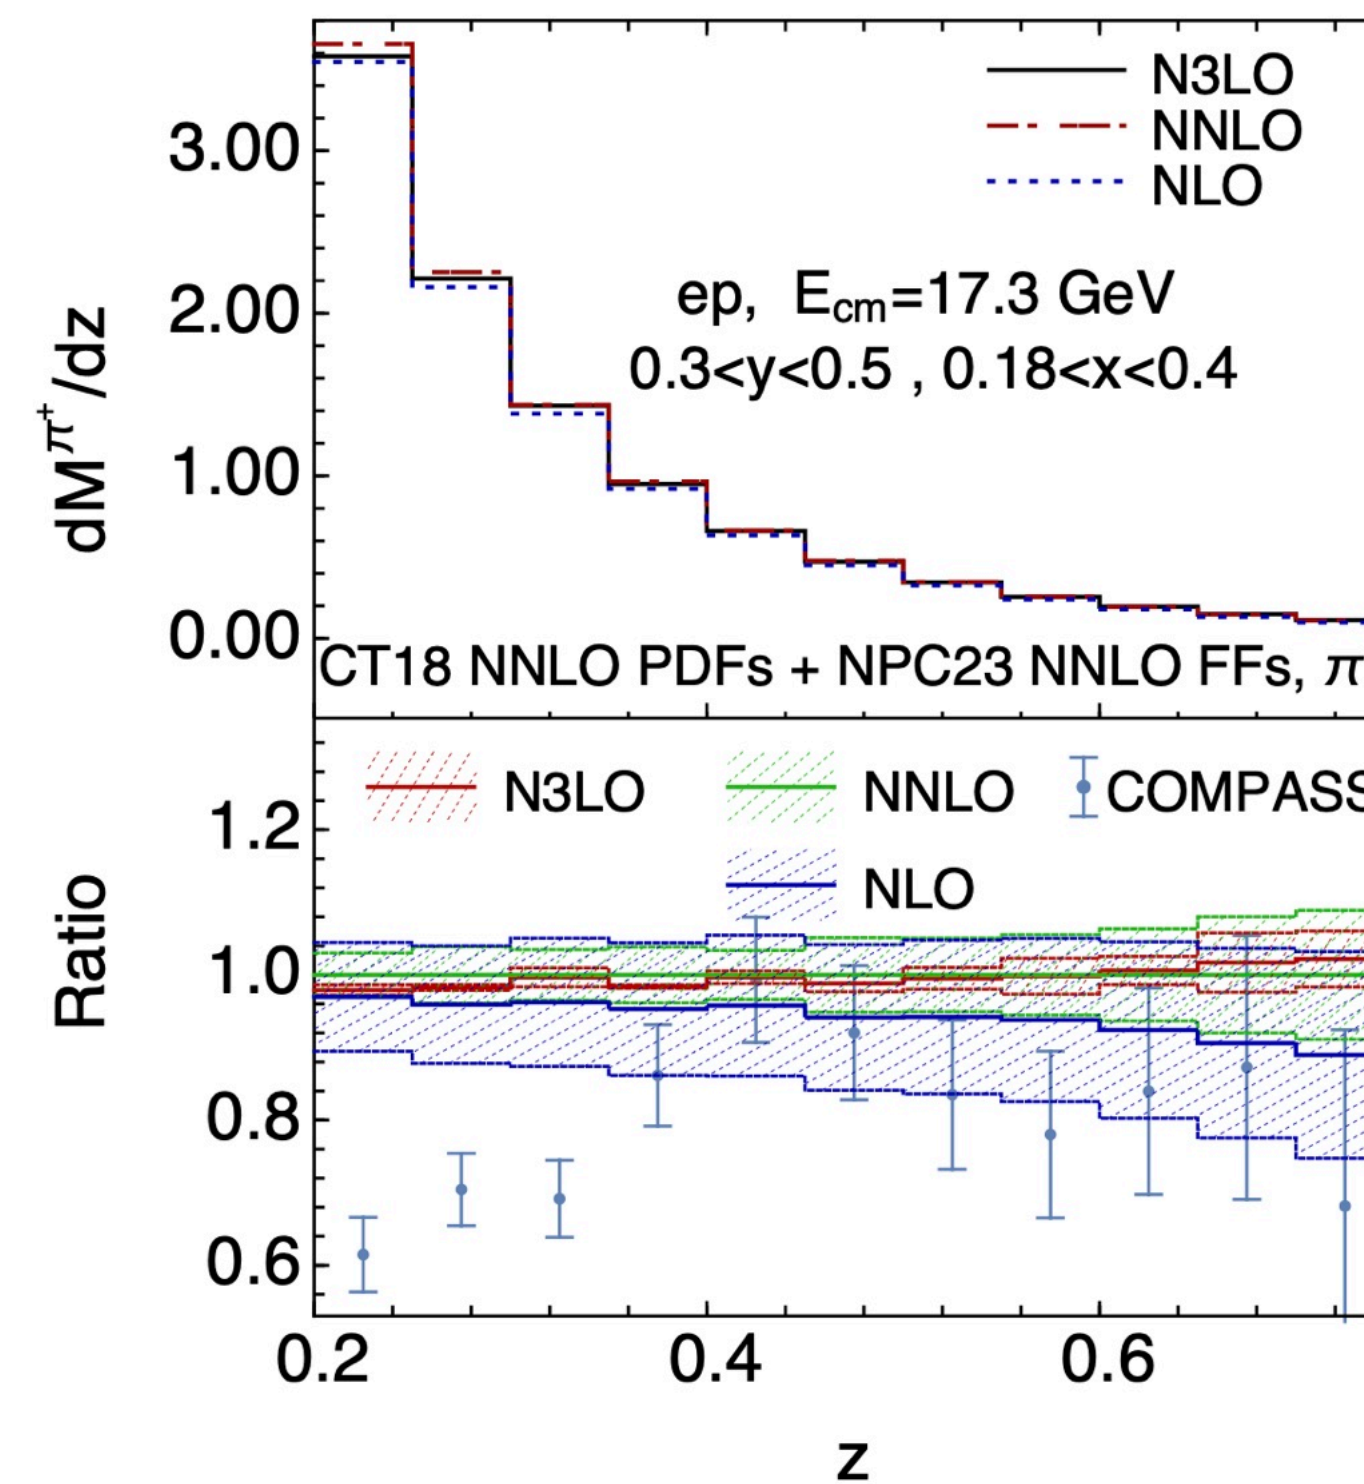 N3LO
NNLO
NLO
3.00
2.00
1.00
0.00
dM^π⁺/dz
ep, E_cm=17.3 GeV
0.3<y<0.5 , 0.18<x<0.4
CT18 NNLO PDFs + NPC23 NNLO FFs, π
N3LO NNLO COMPASS
NLO
1.2
1.0
0.8
0.6
Ratio
0.2 0.4 0.6
z